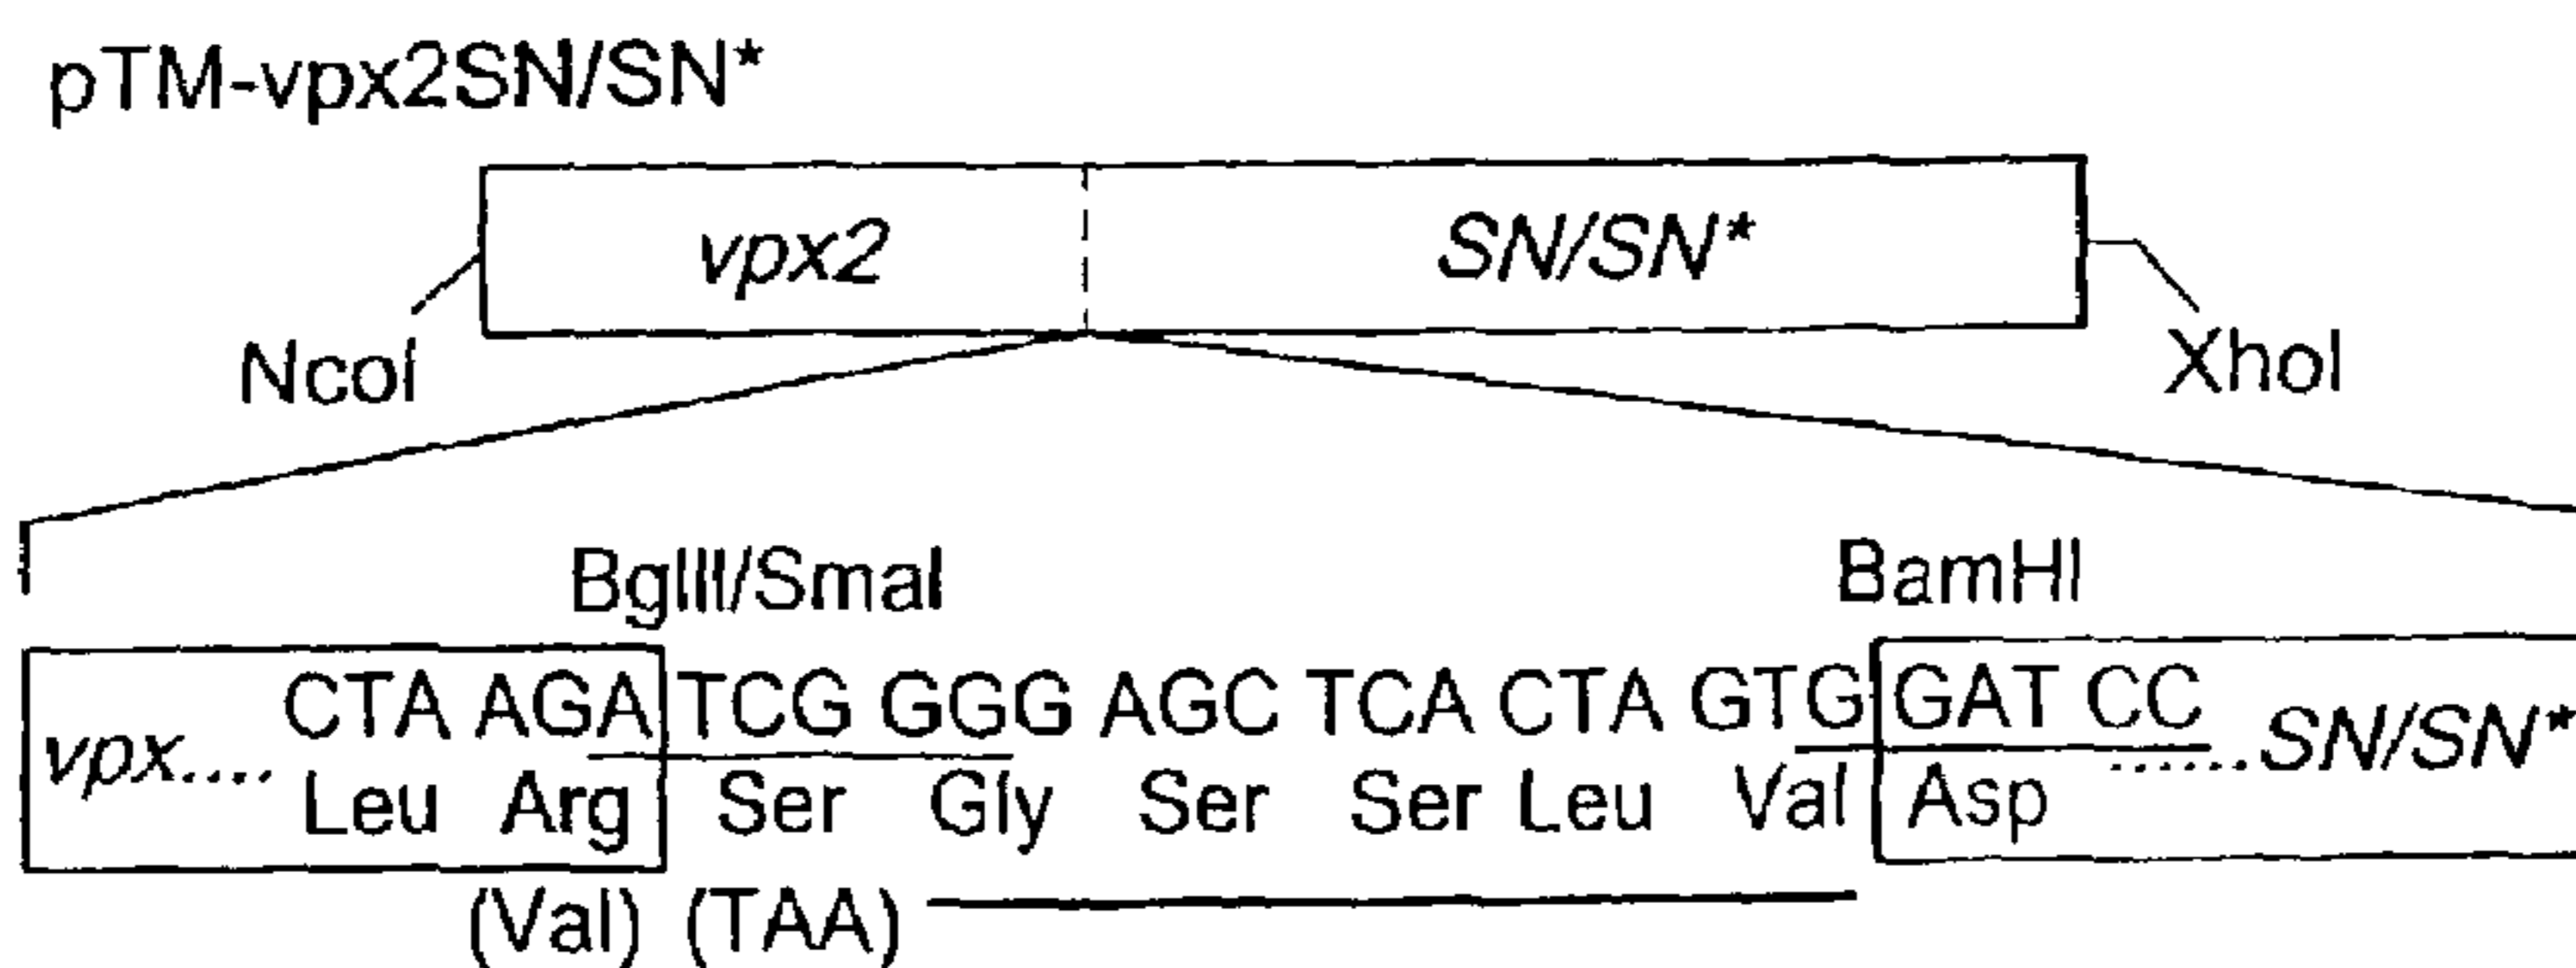 pTM-vpx2SN/SN*
vpx2 SN/SN*
NcoI XhoI
BglII/SmaI BamHI
vpx.... CTA AGA TCG GGG AGC TCA CTA GTG GAT CC ......SN/SN*
Leu Arg Ser Gly Ser Ser Leu Val Asp
(Val) (TAA)